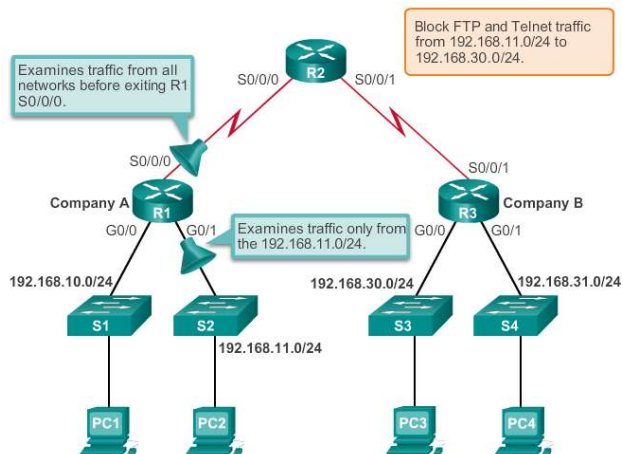 Block FTP and Telnet traffic
from 192.168.11.0/24 to
192.168.30.0/24.
Examines traffic from all
networks before exiting R1
S0/0/0.
S0/0/0
R2
S0/0/1
S0/0/0
S0/0/1
Company A
R1
R3
Company B
G0/0
G0/1
Examines traffic only from
the 192.168.11.0/24.
G0/0
G0/1
192.168.10.0/24
192.168.30.0/24
192.168.31.0/24
S1
S2
S3
S4
192.168.11.0/24
PC1
PC2
PC3
PC4